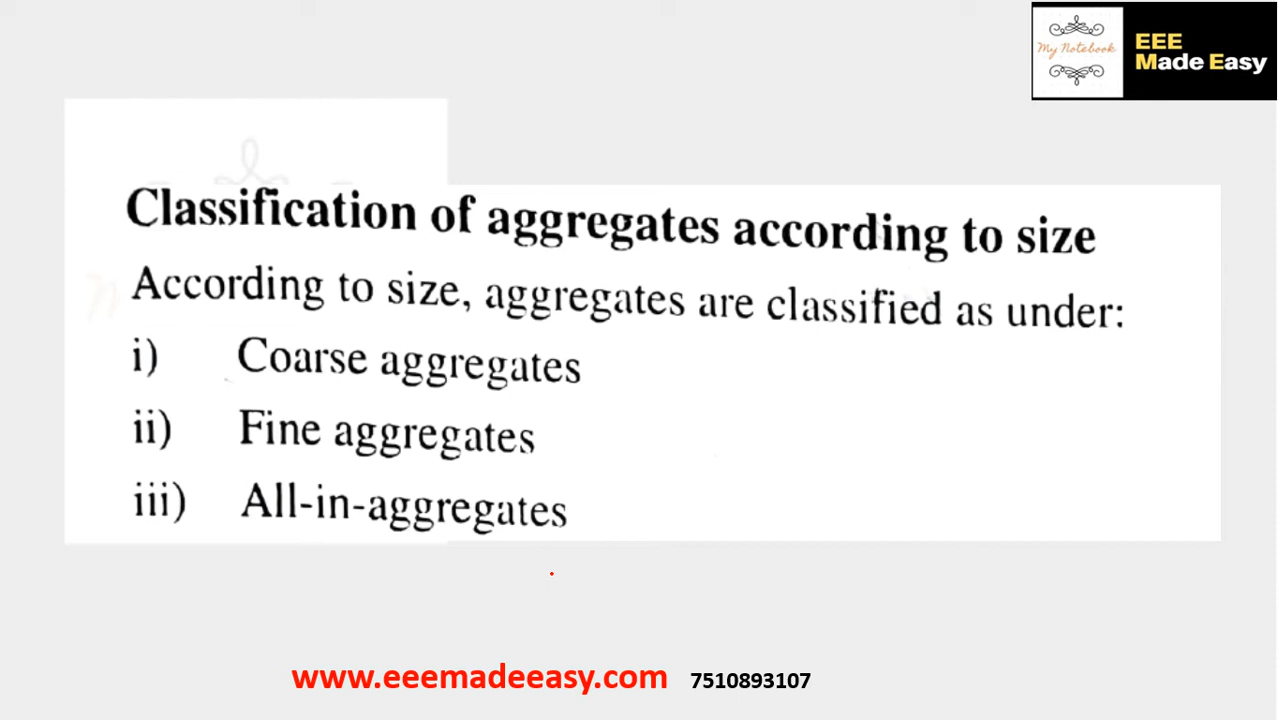 My Notebook
EEE
Made Easy
Classification of aggregates according to size
According to size, aggregates are classified as under:
i) Coarse aggregates
ii) Fine aggregates
iii) All-in-aggregates
www.eeemadeeasy.com 7510893107